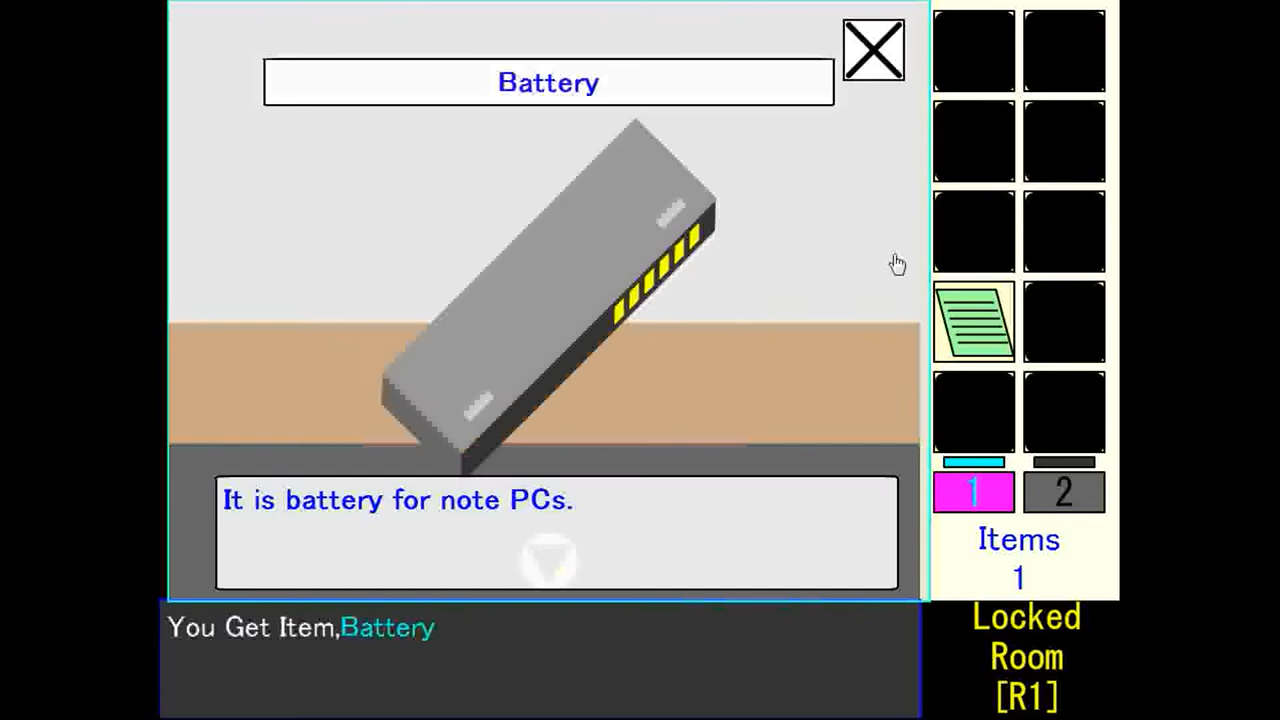 Battery
It is battery for note PCs.
You Get Item,Battery
1
2
Items
1
Locked
Room
[R1]